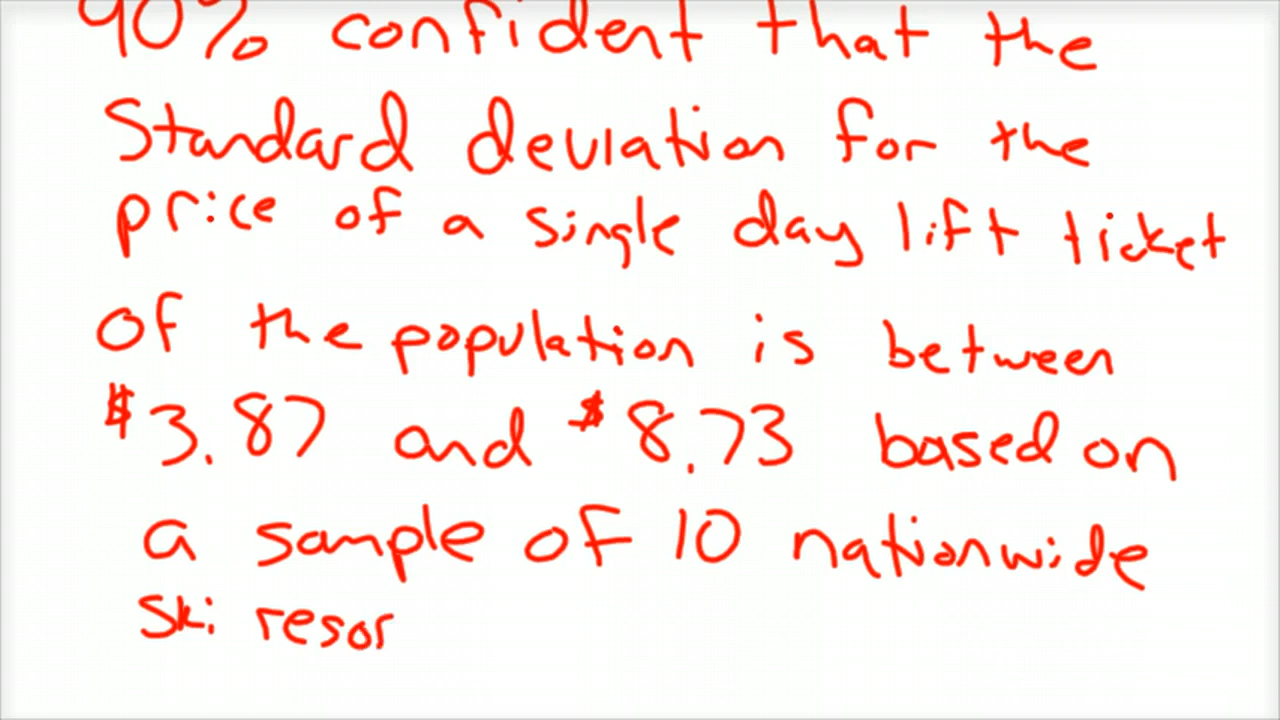 90% confident that the
Standard deviation for the
price of a single day lift ticket
of the population is between
$3.87 and $8.73 based on
a sample of 10 nationwide
Ski resor